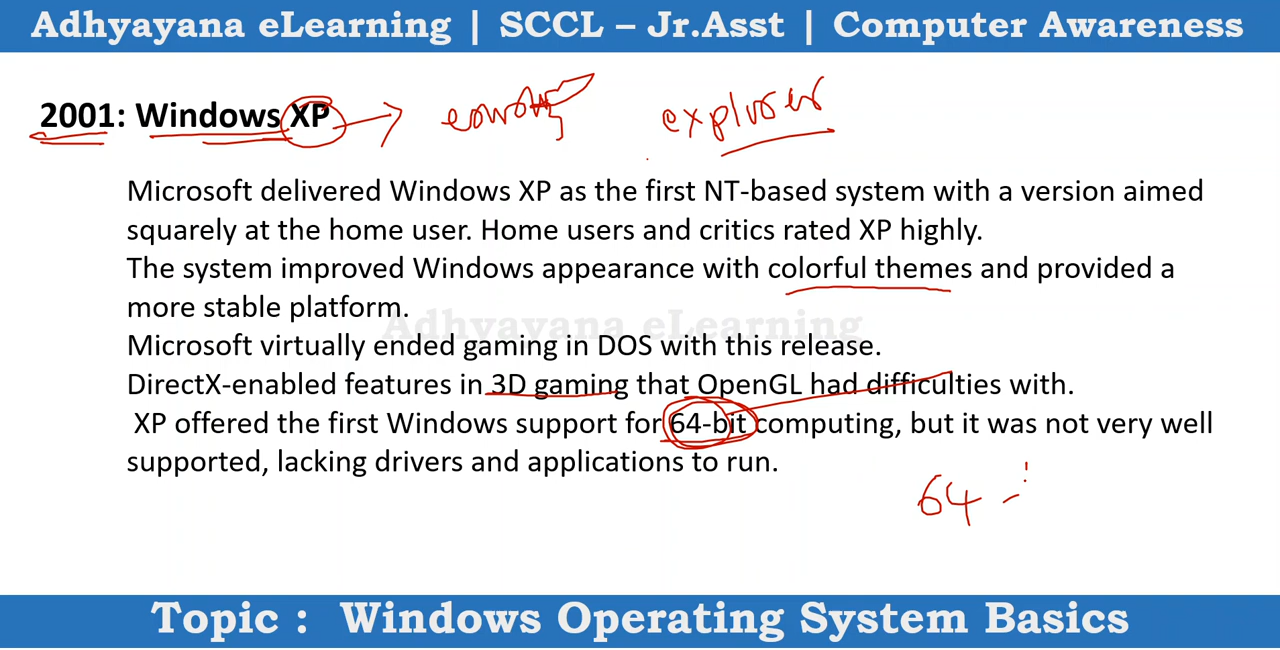 Adhyayana eLearning | SCCL – Jr.Asst | Computer Awareness
2001: Windows XP
explorer
Microsoft delivered Windows XP as the first NT-based system with a version aimed
squarely at the home user. Home users and critics rated XP highly.
The system improved Windows appearance with colorful themes and provided a
more stable platform.
Adhyayana eLearning
Microsoft virtually ended gaming in DOS with this release.
DirectX-enabled features in 3D gaming that OpenGL had difficulties with.
XP offered the first Windows support for 64-bit computing, but it was not very well
supported, lacking drivers and applications to run.
64 -
Topic : Windows Operating System Basics